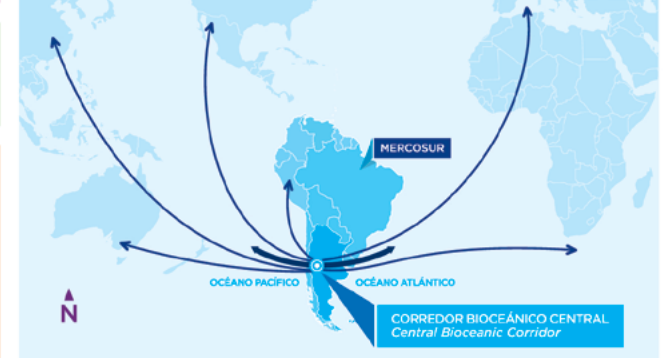 MERCOSUR
OCÉANO PACÍFICO
OCÉANO ATLÁNTICO
N
CORREDOR BIOCEÁNICO CENTRAL
Central Bioceanic Corridor